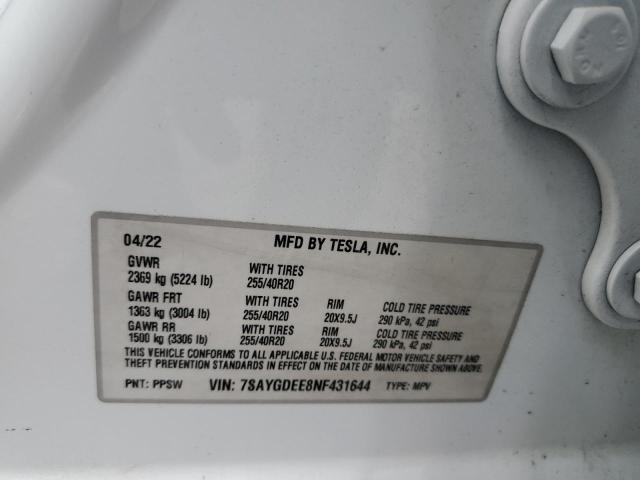 04/22 MFD BY TESLA, INC.
GVWR WITH TIRES
2369 kg (5224 lb) 255/40R20
GAWR FRT WITH TIRES RIM COLD TIRE PRESSURE
1363 kg (3004 lb) 255/40R20 20X9.5J 290 kPa, 42 psi
GAWR RR WITH TIRES RIM COLD TIRE PRESSURE
1500 kg (3306 lb) 255/40R20 20X9.5J 290 kPa, 42 psi
THIS VEHICLE CONFORMS TO ALL APPLICABLE U.S. FEDERAL MOTOR VEHICLE SAFETY AND
THEFT PREVENTION STANDARDS IN EFFECT ON THE DATE OF MANUFACTURE SHOWN ABOVE.
PNT: PPSW VIN: 7SAYGDEE8NF431644 TYPE: MPV